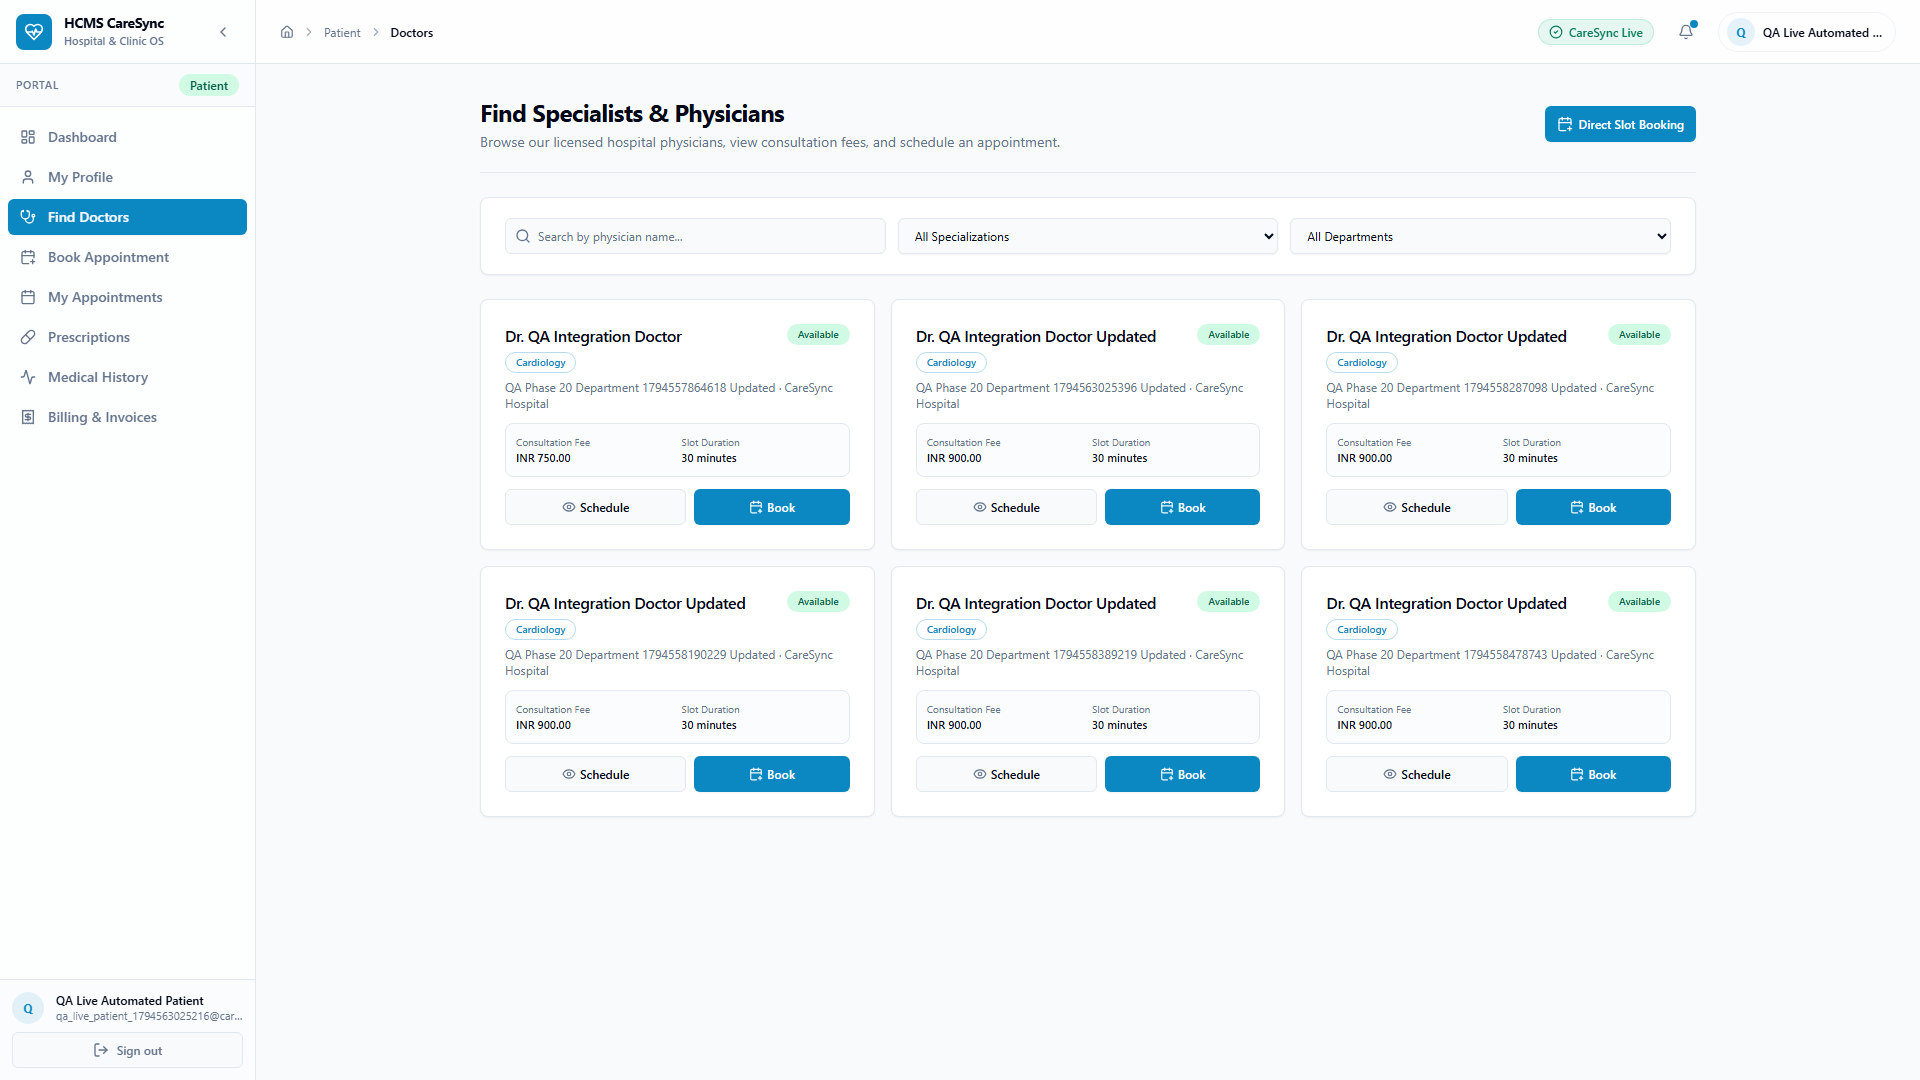 HCMS CareSync
Hospital & Clinic OS
PORTAL
Patient
Dashboard
My Profile
Find Doctors
Book Appointment
My Appointments
Prescriptions
Medical History
Billing & Invoices
Q
QA Live Automated Patient
qa_live_patient_1794563025216@car...
Sign out
Patient
Doctors
CareSync Live
Q
QA Live Automated ...
Find Specialists & Physicians
Browse our licensed hospital physicians, view consultation fees, and schedule an appointment.
Direct Slot Booking
Search by physician name...
All Specializations
All Departments
Dr. QA Integration Doctor
Available
Cardiology
QA Phase 20 Department 1794557864618 Updated · CareSync
Hospital
Consultation Fee
Slot Duration
INR 750.00
30 minutes
Schedule
Book
Dr. QA Integration Doctor Updated
Available
Cardiology
QA Phase 20 Department 1794563025396 Updated · CareSync
Hospital
Consultation Fee
Slot Duration
INR 900.00
30 minutes
Schedule
Book
Dr. QA Integration Doctor Updated
Available
Cardiology
QA Phase 20 Department 1794558287098 Updated · CareSync
Hospital
Consultation Fee
Slot Duration
INR 900.00
30 minutes
Schedule
Book
Dr. QA Integration Doctor Updated
Available
Cardiology
QA Phase 20 Department 1794558190229 Updated · CareSync
Hospital
Consultation Fee
Slot Duration
INR 900.00
30 minutes
Schedule
Book
Dr. QA Integration Doctor Updated
Available
Cardiology
QA Phase 20 Department 1794558389219 Updated · CareSync
Hospital
Consultation Fee
Slot Duration
INR 900.00
30 minutes
Schedule
Book
Dr. QA Integration Doctor Updated
Available
Cardiology
QA Phase 20 Department 1794558478743 Updated · CareSync
Hospital
Consultation Fee
Slot Duration
INR 900.00
30 minutes
Schedule
Book